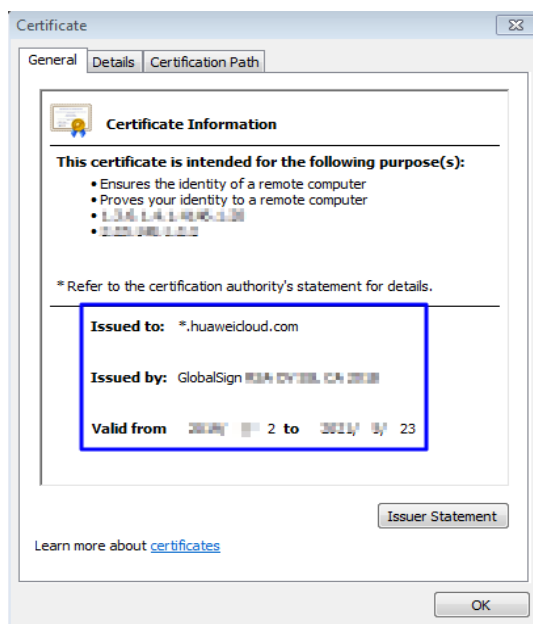 Certificate
General Details Certification Path
Certificate Information
This certificate is intended for the following purpose(s):
• Ensures the identity of a remote computer
• Proves your identity to a remote computer
•
•
* Refer to the certification authority's statement for details.
Issued to: *.huaweicloud.com
Issued by: GlobalSign
Valid from 2 to 23
Issuer Statement
Learn more about certificates
OK